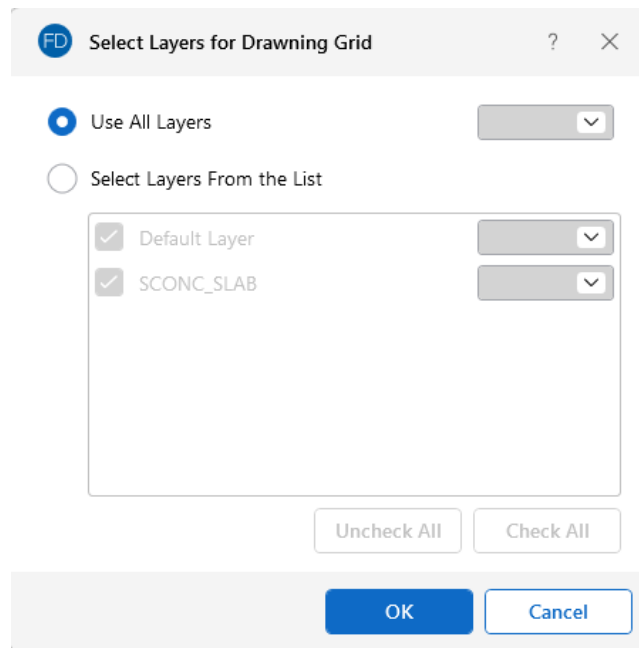 FD Select Layers for Drawning Grid ?
Use All Layers
Select Layers From the List
Default Layer
SCONC_SLAB
Uncheck All Check All
OK Cancel